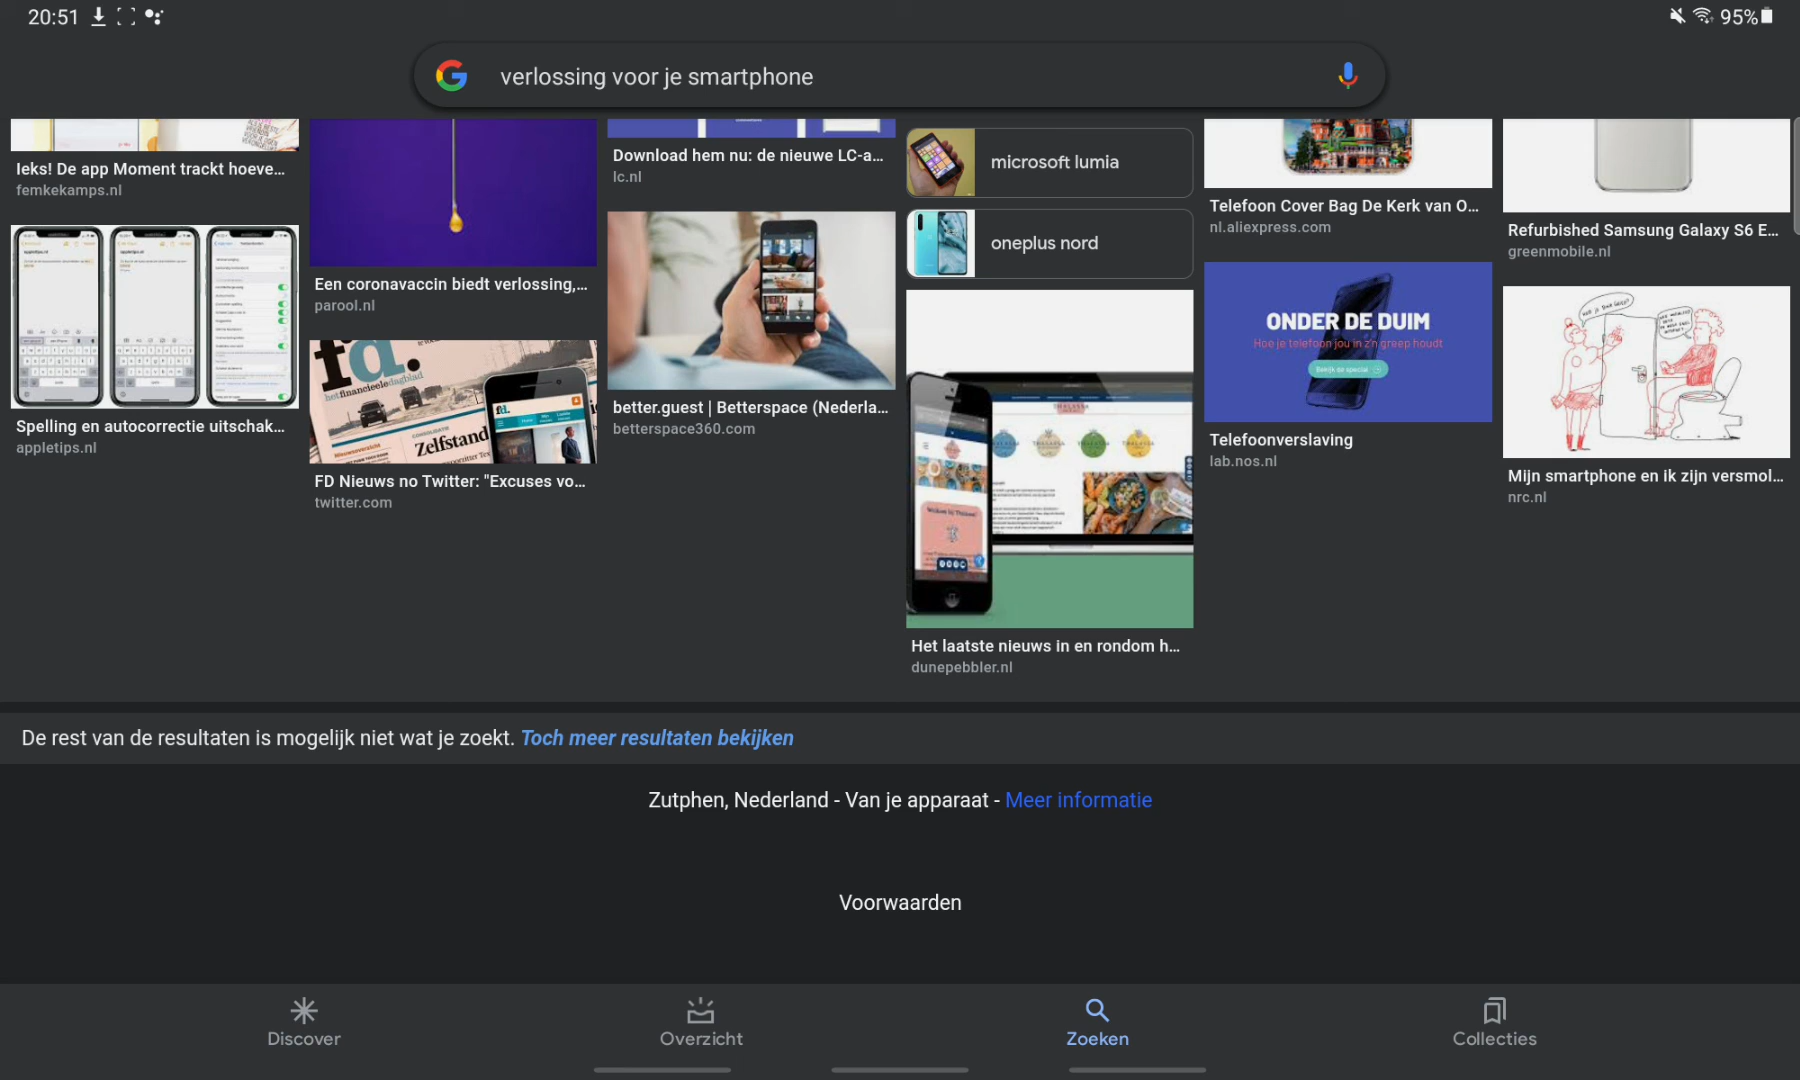 20:51
95%
verlossing voor je smartphone
Ieks! De app Moment trackt hoeve...
femkekamps.nl
Spelling en autocorrectie uitschak...
appletips.nl
Een coronavaccin biedt verlossing,...
parool.nl
fd.
hetfinancieeledagblad
Zelfstand
FD Nieuws no Twitter: "Excuses vo...
twitter.com
Download hem nu: de nieuwe LC-a...
lc.nl
better.guest | Betterspace (Nederla...
betterspace360.com
microsoft lumia
oneplus nord
Het laatste nieuws in en rondom h...
dunepebbler.nl
Telefoon Cover Bag De Kerk van O...
nl.aliexpress.com
ONDER DE DUIM
Hoe je telefoon jou in z'n greep houdt
Bekijk de special
Telefoonverslaving
lab.nos.nl
Refurbished Samsung Galaxy S6 E...
greenmobile.nl
Mijn smartphone en ik zijn versmol...
nrc.nl
De rest van de resultaten is mogelijk niet wat je zoekt. Toch meer resultaten bekijken
Zutphen, Nederland - Van je apparaat - Meer informatie
Voorwaarden
Discover
Overzicht
Zoeken
Collecties